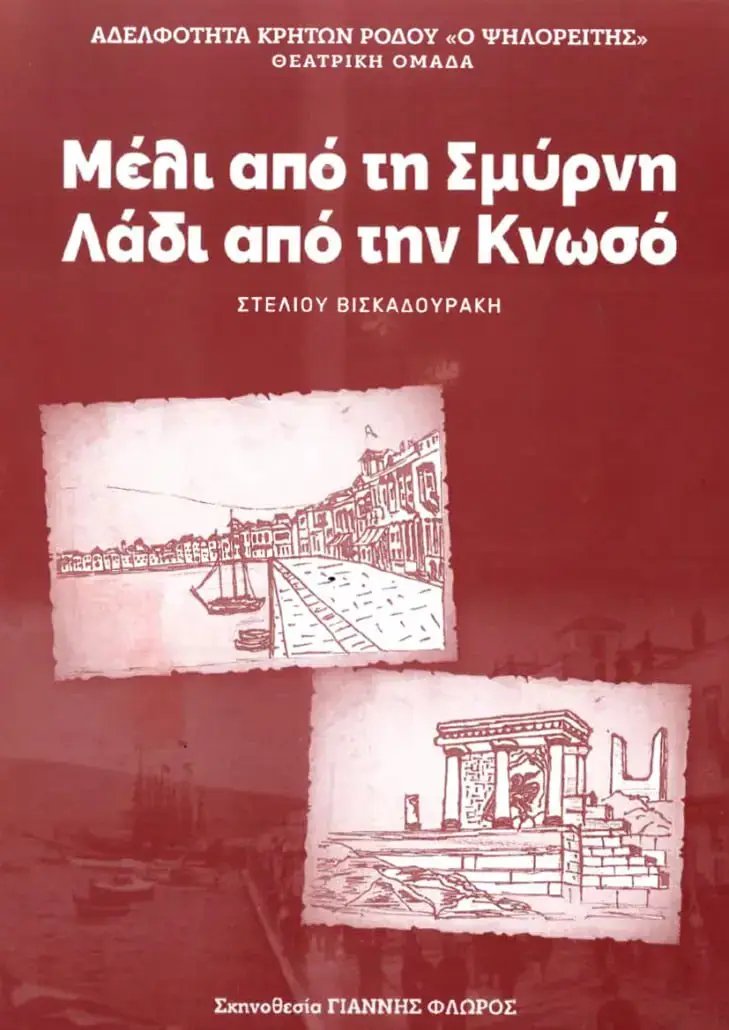 ΑΔΕΛΦΟΤΗΤΑ ΚΡΗΤΩΝ ΡΟΔΟΥ «Ο ΨΗΛΟΡΕΙΤΗΣ»
ΘΕΑΤΡΙΚΗ ΟΜΑΔΑ
Μέλι από τη Σμύρνη
Λάδι από την Κνωσό
ΣΤΕΛΙΟΥ ΒΙΣΚΑΔΟΥΡΑΚΗ
Σκηνοθεσία ΓΙΑΝΝΗΣ ΦΛΩΡΟΣ